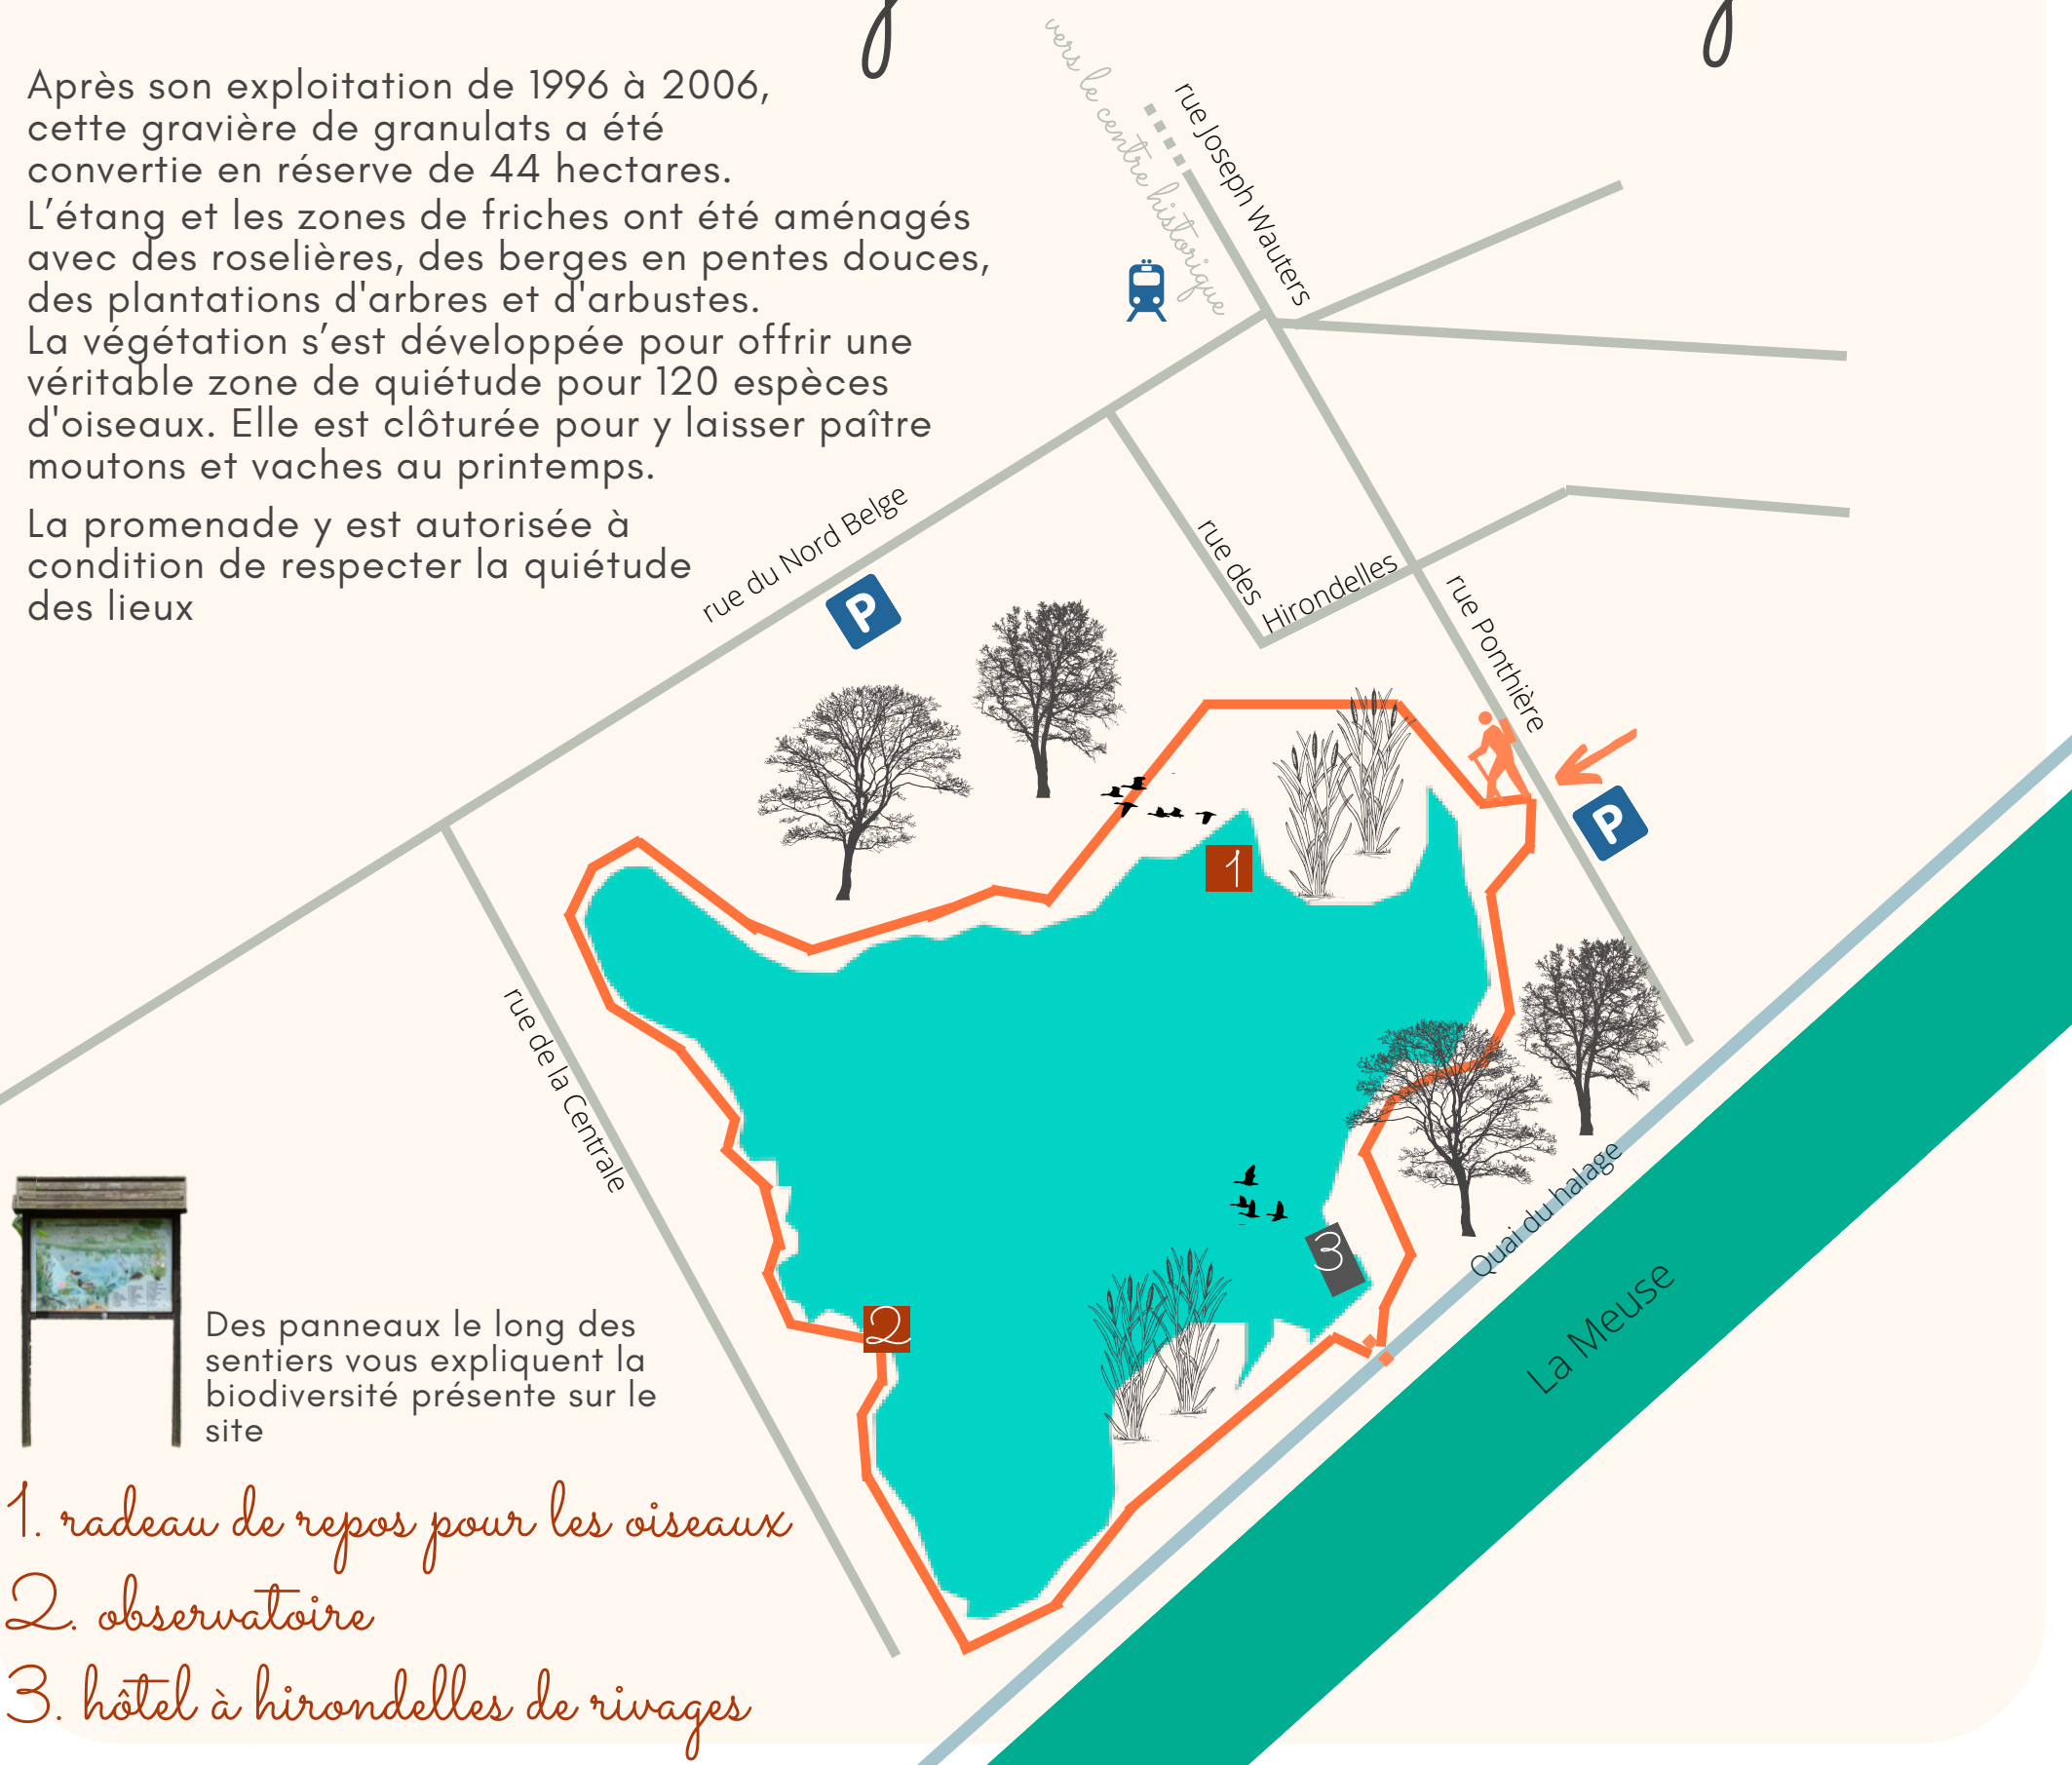 Après son exploitation de 1996 à 2006,
cette gravière de granulats a été
convertie en réserve de 44 hectares.
L’étang et les zones de friches ont été aménagés
avec des roselières, des berges en pentes douces,
des plantations d'arbres et d'arbustes.
La végétation s’est développée pour offrir une
véritable zone de quiétude pour 120 espèces
d'oiseaux. Elle est clôturée pour y laisser paître
moutons et vaches au printemps.
La promenade y est autorisée à
condition de respecter la quiétude
des lieux
vers le centre historique
rue Joseph Wauters
rue du Nord Belge
P
rue des
Hirondelles
rue Ponthière
P
1
rue de la Centrale
3
2
Quai du halage
La Meuse
Des panneaux le long des
sentiers vous expliquent la
biodiversité présente sur le
site
1. radeau de repos pour les oiseaux
2. observatoire
3. hôtel à hirondelles de rivages